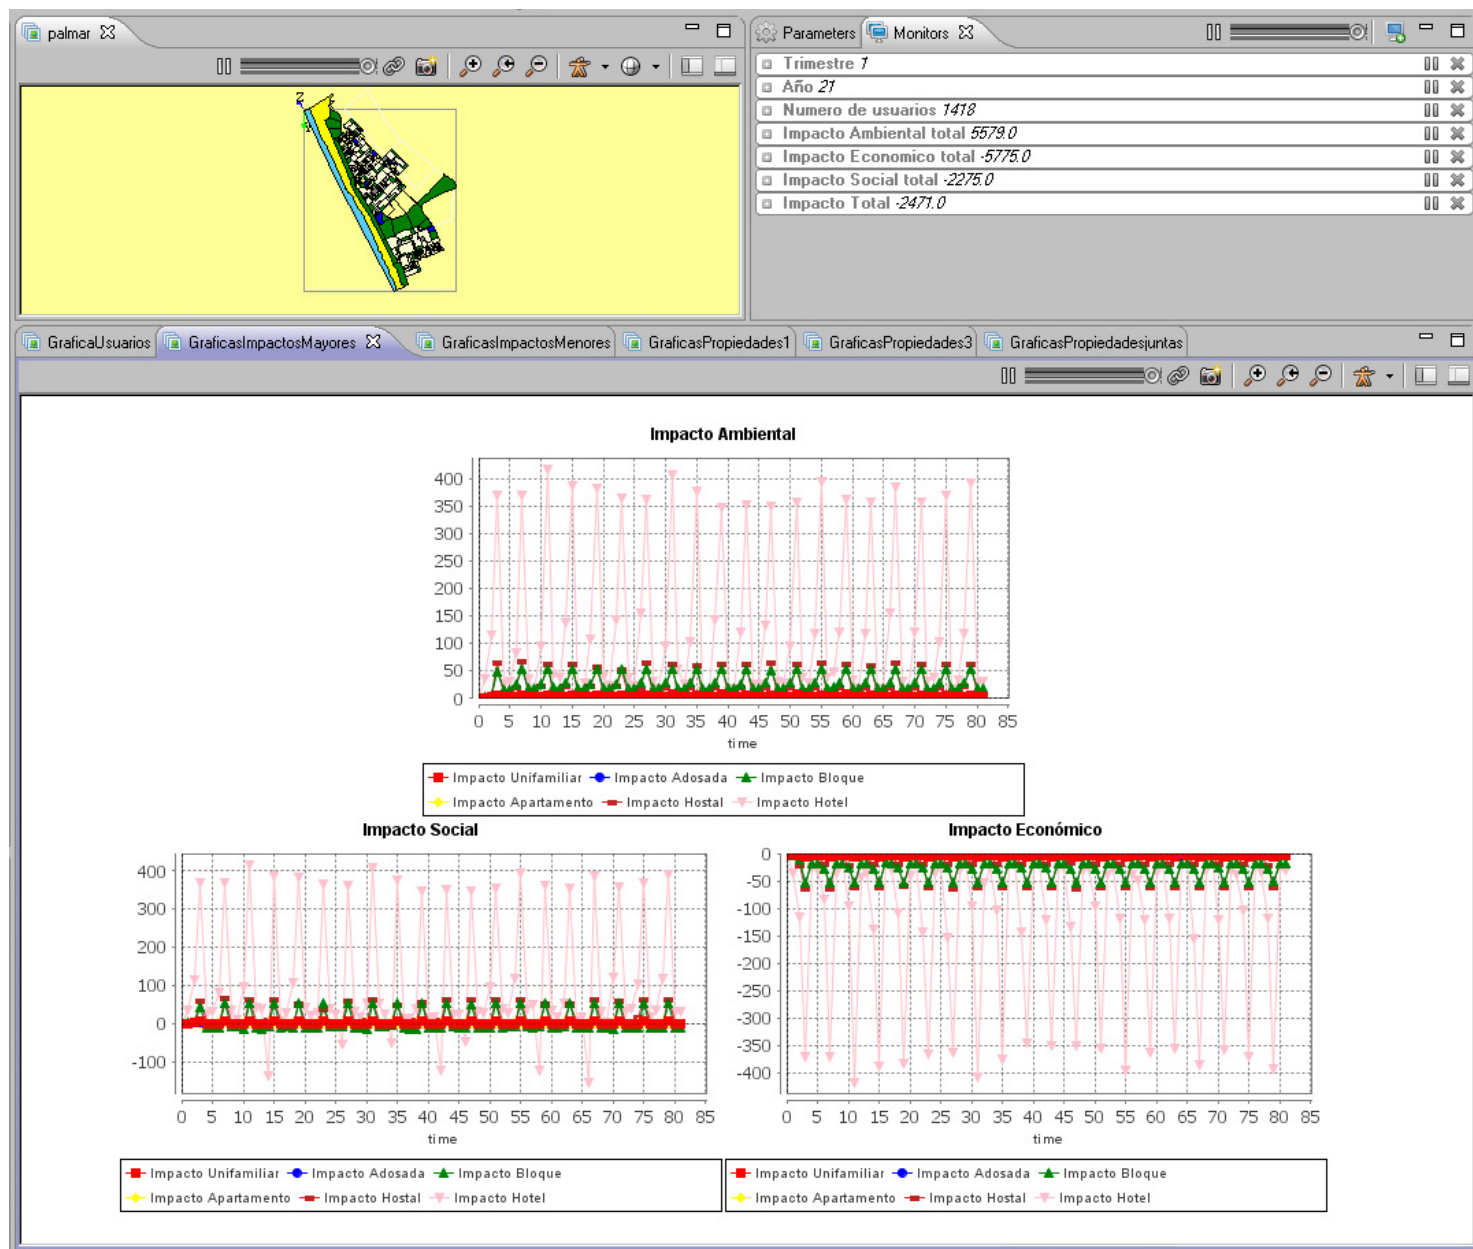 palmar
Parameters Monitors
Trimestre 1
Año 21
Numero de usuarios 1418
Impacto Ambiental total 5579.0
Impacto Economico total -5775.0
Impacto Social total -2275.0
Impacto Total -2471.0
GraficaUsuarios GraficasImpactosMayores GraficasImpactosMenores GraficasPropiedades1 GraficasPropiedades3 GraficasPropiedadesjuntas
Impacto Ambiental
400
350
300
250
200
150
100
50
0
0 5 10 15 20 25 30 35 40 45 50 55 60 65 70 75 80 85
time
Impacto Unifamiliar Impacto Adosada Impacto Bloque
Impacto Apartamento Impacto Hostal Impacto Hotel
Impacto Social
400
300
200
100
0
-100
0 5 10 15 20 25 30 35 40 45 50 55 60 65 70 75 80 85
time
Impacto Unifamiliar Impacto Adosada Impacto Bloque
Impacto Apartamento Impacto Hostal Impacto Hotel
Impacto Económico
0
-50
-100
-150
-200
-250
-300
-350
-400
0 5 10 15 20 25 30 35 40 45 50 55 60 65 70 75 80 85
time
Impacto Unifamiliar Impacto Adosada Impacto Bloque
Impacto Apartamento Impacto Hostal Impacto Hotel